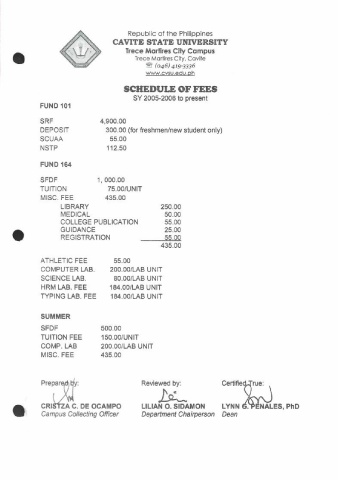 Republic of the Philippines
CAVITE STATE UNIVERSITY
Trece Martires City Campus
Trece Martires City, Cavite
☎ (046) 419-3336
www.cvsu.edu.ph
SCHEDULE OF FEES
SY 2005-2006 to present
FUND 101
SRF 4,900.00
DEPOSIT 300.00 (for freshmen/new student only)
SCUAA 55.00
NSTP 112.50
FUND 164
SFDF 1, 000.00
TUITION 75.00/UNIT
MISC. FEE 435.00
LIBRARY 250.00
MEDICAL 50.00
COLLEGE PUBLICATION 55.00
GUIDANCE 25.00
REGISTRATION 55.00
435.00
ATHLETIC FEE 55.00
COMPUTER LAB. 200.00/LAB UNIT
SCIENCE LAB. 80.00/LAB UNIT
HRM LAB. FEE 184.00/LAB UNIT
TYPING LAB. FEE 184.00/LAB UNIT
SUMMER
SFDF 500.00
TUITION FEE 150.00/UNIT
COMP. LAB 200.00/LAB UNIT
MISC. FEE 435.00
Prepared by: Reviewed by: Certified True:
CRISTZA C. DE OCAMPO LILIAN O. SIDAMON LYNN G. PENALES, PhD
Campus Collecting Officer Department Chairperson Dean